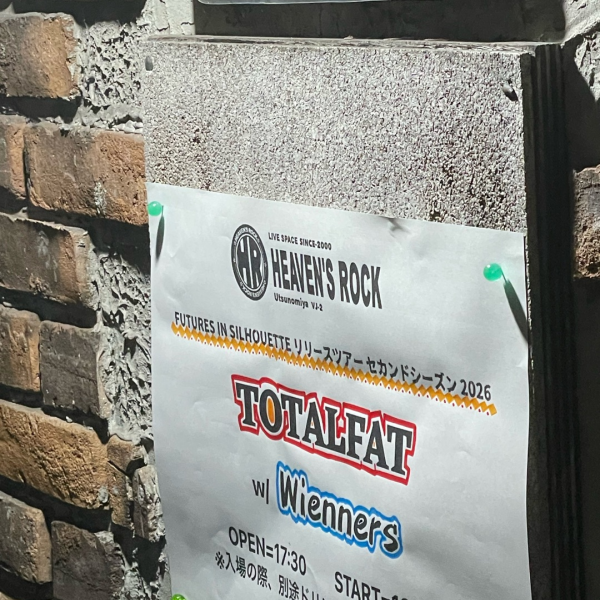 LIVE SPACE SINCE-2000
HR HEAVEN'S ROCK
Utsunomiya VJ-2
FUTURES IN SILHOUETTE リリースツアー セカンドシーズン 2026
TOTALFAT
w/ Wienners
OPEN=17:30 START=
※入場の際、別途ドリ